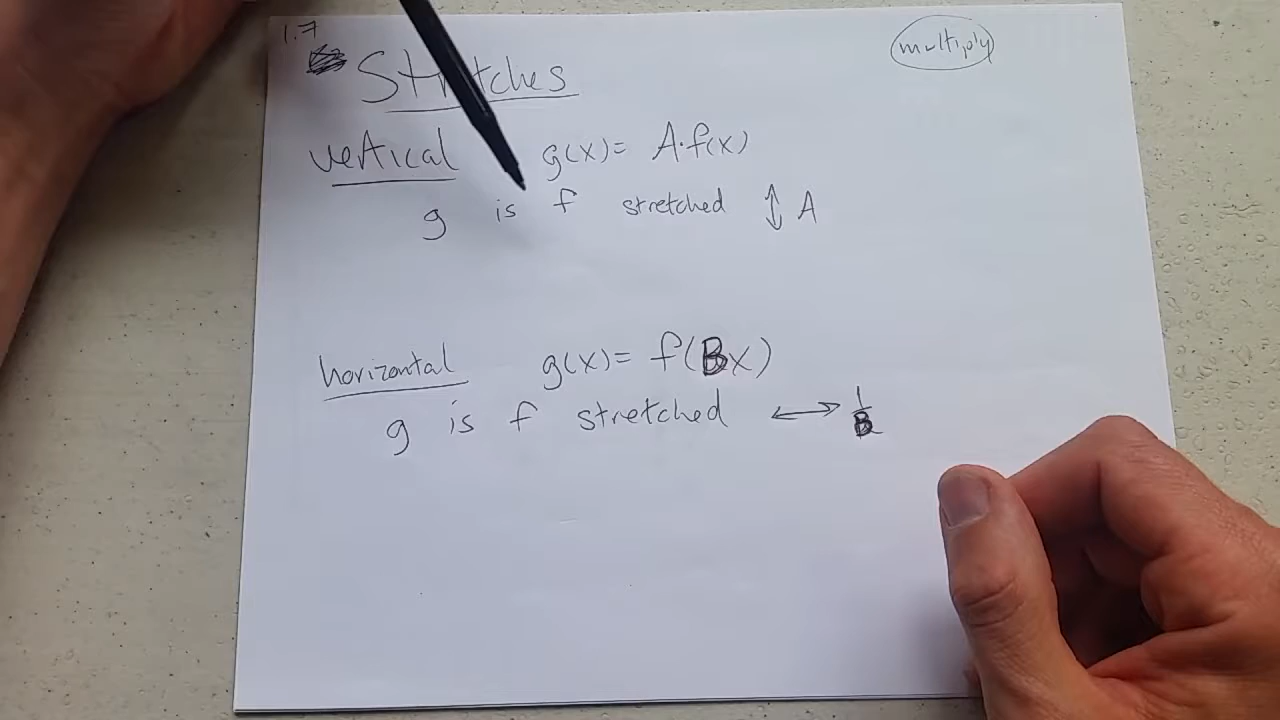 1.7
Stretches
multiply
vertical g(x)= A·f(x)
g is f stretched ↕ A
horizontal g(x)= f(Bx)
g is f stretched ↔ 1/B